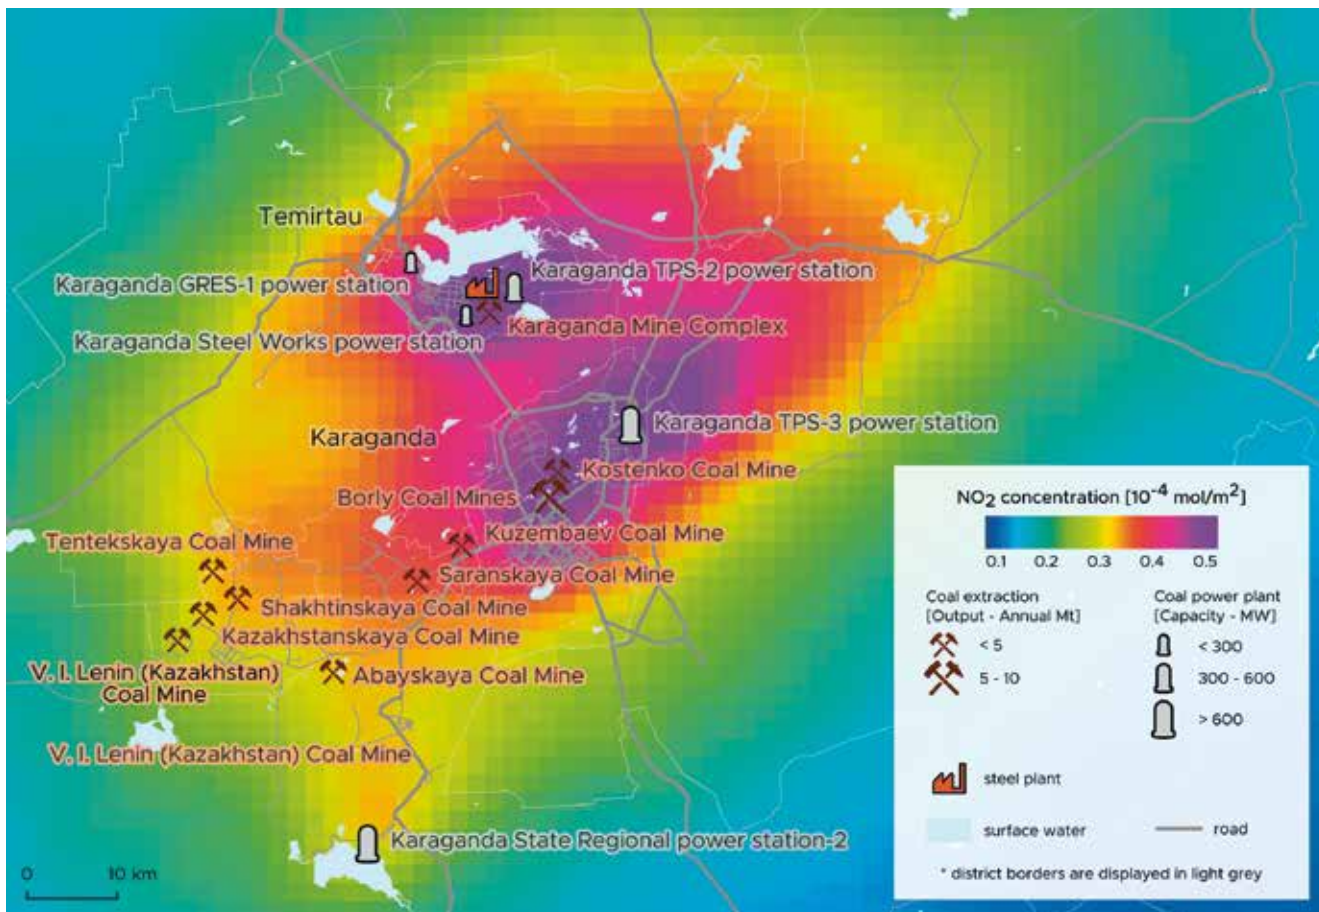 Temirtau
Karaganda TPS-2 power station
Karaganda GRES-1 power station
Karaganda Mine Complex
Karaganda Steel Works power station
Karaganda TPS-3 power station
Karaganda
Kostenko Coal Mine
Borly Coal Mines
Kuzembaev Coal Mine
Tentekskaya Coal Mine
Saranskaya Coal Mine
Shakhtinskaya Coal Mine
Kazakhstanskaya Coal Mine
V. I. Lenin (Kazakhstan)
Coal Mine
Abayskaya Coal Mine
V. I. Lenin (Kazakhstan) Coal Mine
Karaganda State Regional power station-2
0 10 km
NO₂ concentration [10⁻⁴ mol/m²]
0.1 0.2 0.3 0.4 0.5
Coal extraction
[Output - Annual Mt]
< 5
5 - 10
Coal power plant
[Capacity - MW]
< 300
300 - 600
> 600
steel plant
surface water
road
* district borders are displayed in light grey